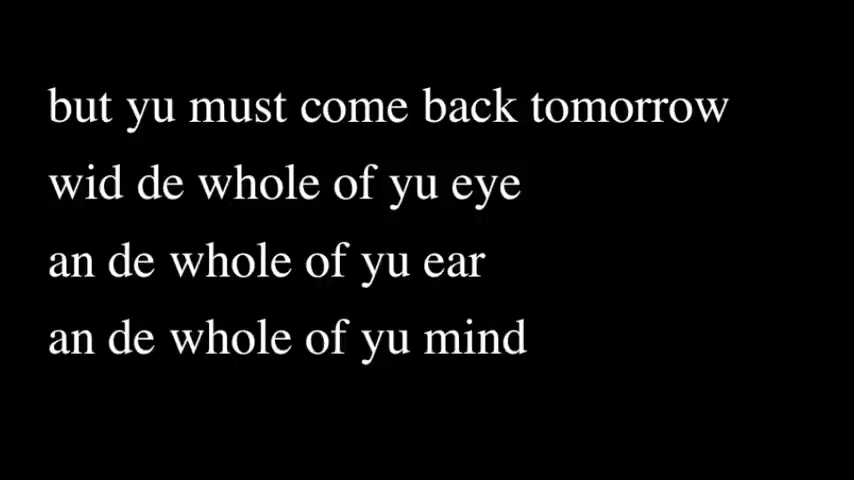 but yu must come back tomorrow
wid de whole of yu eye
an de whole of yu ear
an de whole of yu mind